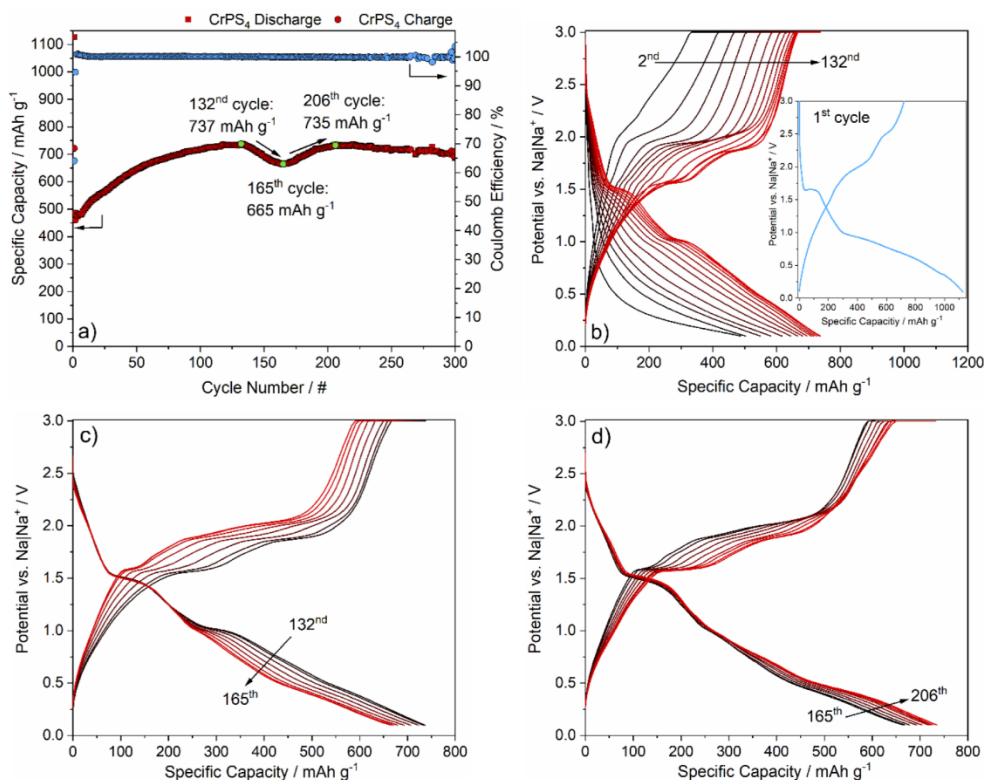 CrPS₄ Discharge CrPS₄ Charge
1100
1000
900
800
700
600
500
400
300
200
100
0
Specific Capacity / mAh g⁻¹
132ⁿᵈ cycle:
737 mAh g⁻¹
206ᵗʰ cycle:
735 mAh g⁻¹
165ᵗʰ cycle:
665 mAh g⁻¹
a)
100
90
80
70
60
50
40
30
20
10
0
Coulomb Efficiency / %
0 50 100 150 200 250 300
Cycle Number / #
3.0
2.5
2.0
1.5
1.0
0.5
0.0
Potential vs. Na|Na⁺ / V
2ⁿᵈ
132ⁿᵈ
1ˢᵗ cycle
3.0
2.5
2.0
1.5
1.0
0.5
0.0
Potential vs. Na|Na⁺ / V
0 200 400 600 800 1000
Specific Capacitiy / mAh g⁻¹
b)
0 200 400 600 800 1000 1200
Specific Capacity / mAh g⁻¹
c)
3.0
2.5
2.0
1.5
1.0
0.5
0.0
Potential vs. Na|Na⁺ / V
132ⁿᵈ
165ᵗʰ
0 100 200 300 400 500 600 700 800
Specific Capacity / mAh g⁻¹
d)
3.0
2.5
2.0
1.5
1.0
0.5
0.0
Potential vs. Na|Na⁺ / V
206ᵗʰ
165ᵗʰ
0 100 200 300 400 500 600 700 800
Specific Capacity / mAh g⁻¹